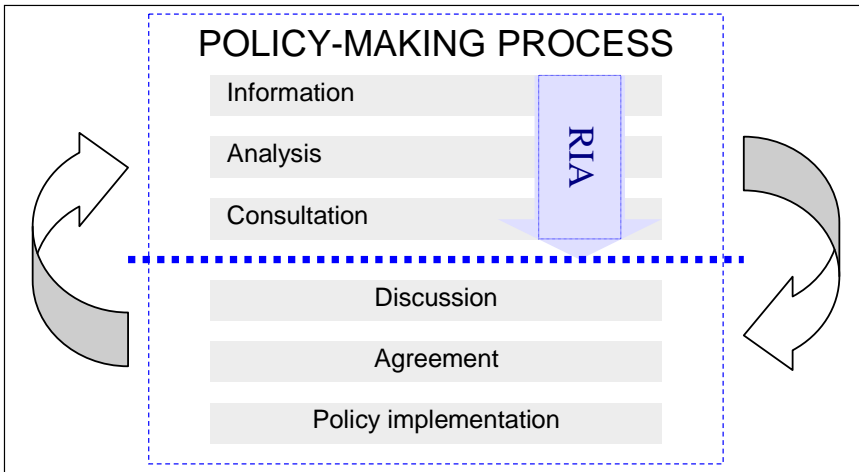 POLICY-MAKING PROCESS
Information
RIA
Analysis
Consultation
Discussion
Agreement
Policy implementation